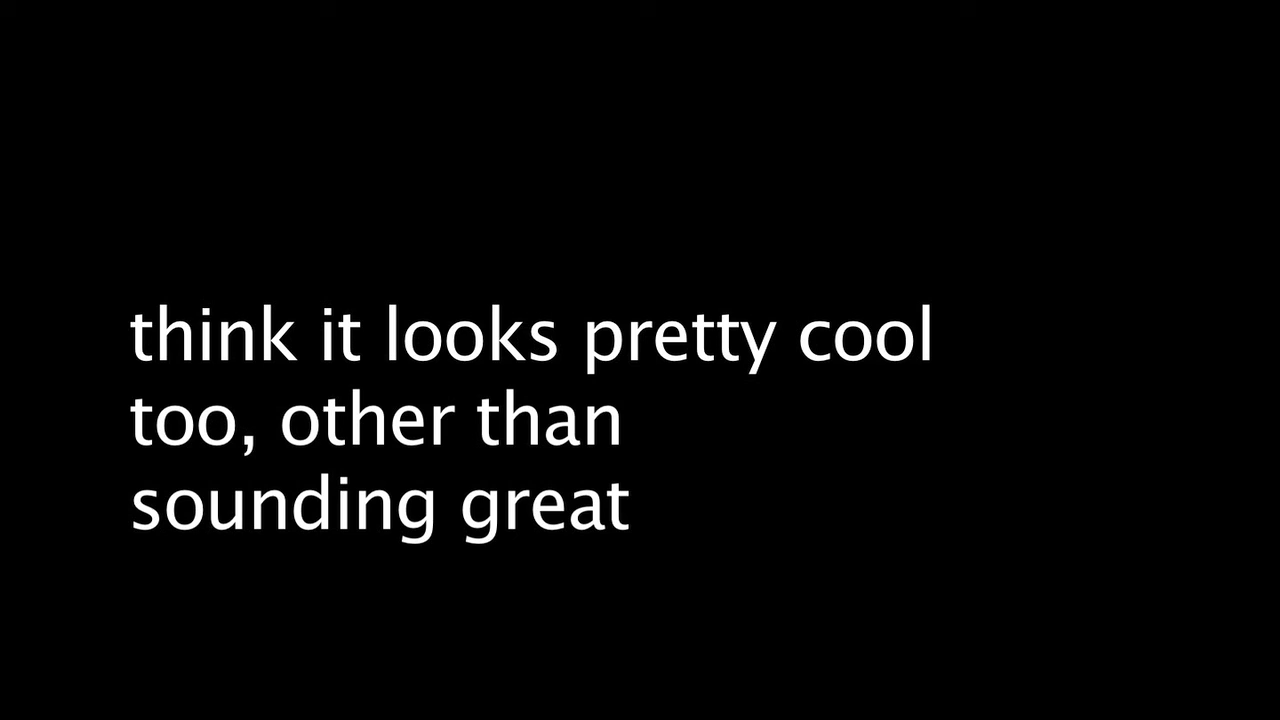 think it looks pretty cool
too, other than
sounding great